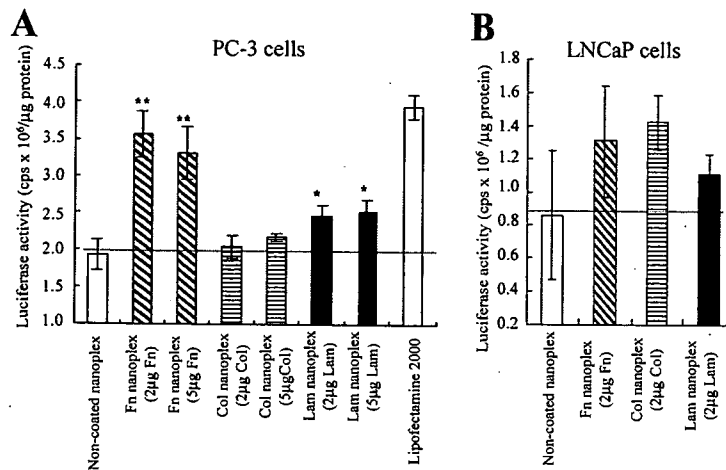 A
PC-3 cells
Luciferase activity (cps x 10⁶/µg protein)
4.5
4.0
3.5
3.0
2.5
2.0
1.5
1.0
**
**
*
*
Non-coated nanoplex
Fn nanoplex
(2µg Fn)
Fn nanoplex
(5µg Fn)
Col nanoplex
(2µg Col)
Col nanoplex
(5µgCol)
Lam nanoplex
(2µg Lam)
Lam nanoplex
(5µg Lam)
Lipofectamine 2000
B
LNCaP cells
Luciferase activity (cps x 10⁶ /µg protein)
1.8
1.6
1.4
1.2
1.0
0.8
0.6
0.4
0.2
Non-coated nanoplex
Fn nanoplex
(2µg Fn)
Col nanoplex
(2µg Col)
Lam nanoplex
(2µg Lam)